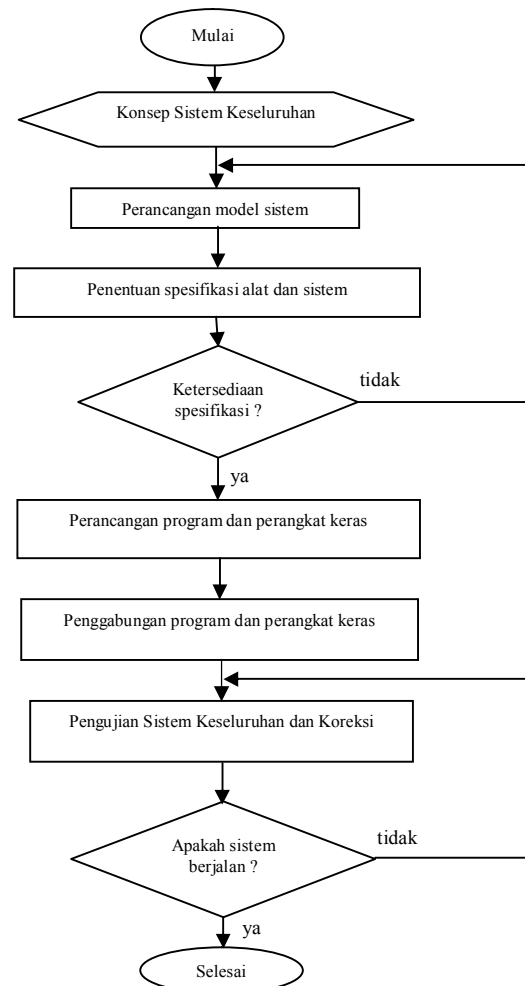 Mulai
Konsep Sistem Keseluruhan
Perancangan model sistem
Penentuan spesifikasi alat dan sistem
Ketersediaan
spesifikasi ?
tidak
ya
Perancangan program dan perangkat keras
Penggabungan program dan perangkat keras
Pengujian Sistem Keseluruhan dan Koreksi
Apakah sistem
berjalan ?
tidak
ya
Selesai